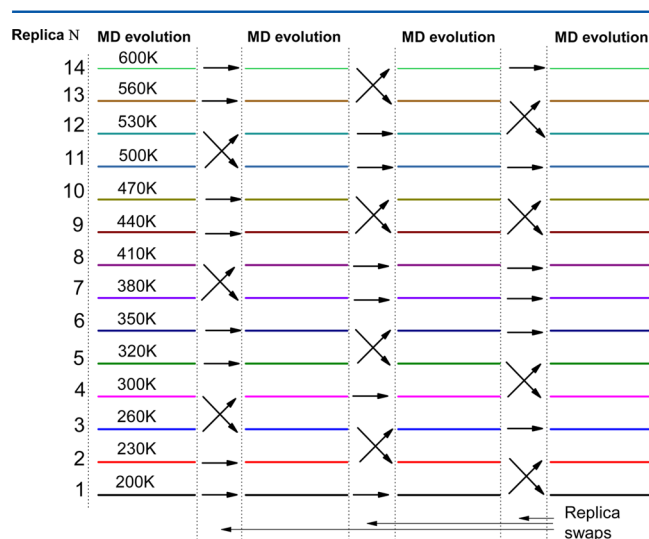 Replica N MD evolution MD evolution MD evolution MD evolution
14 600K
13 560K
12 530K
11 500K
10 470K
9 440K
8 410K
7 380K
6 350K
5 320K
4 300K
3 260K
2 230K
1 200K
Replica
swaps